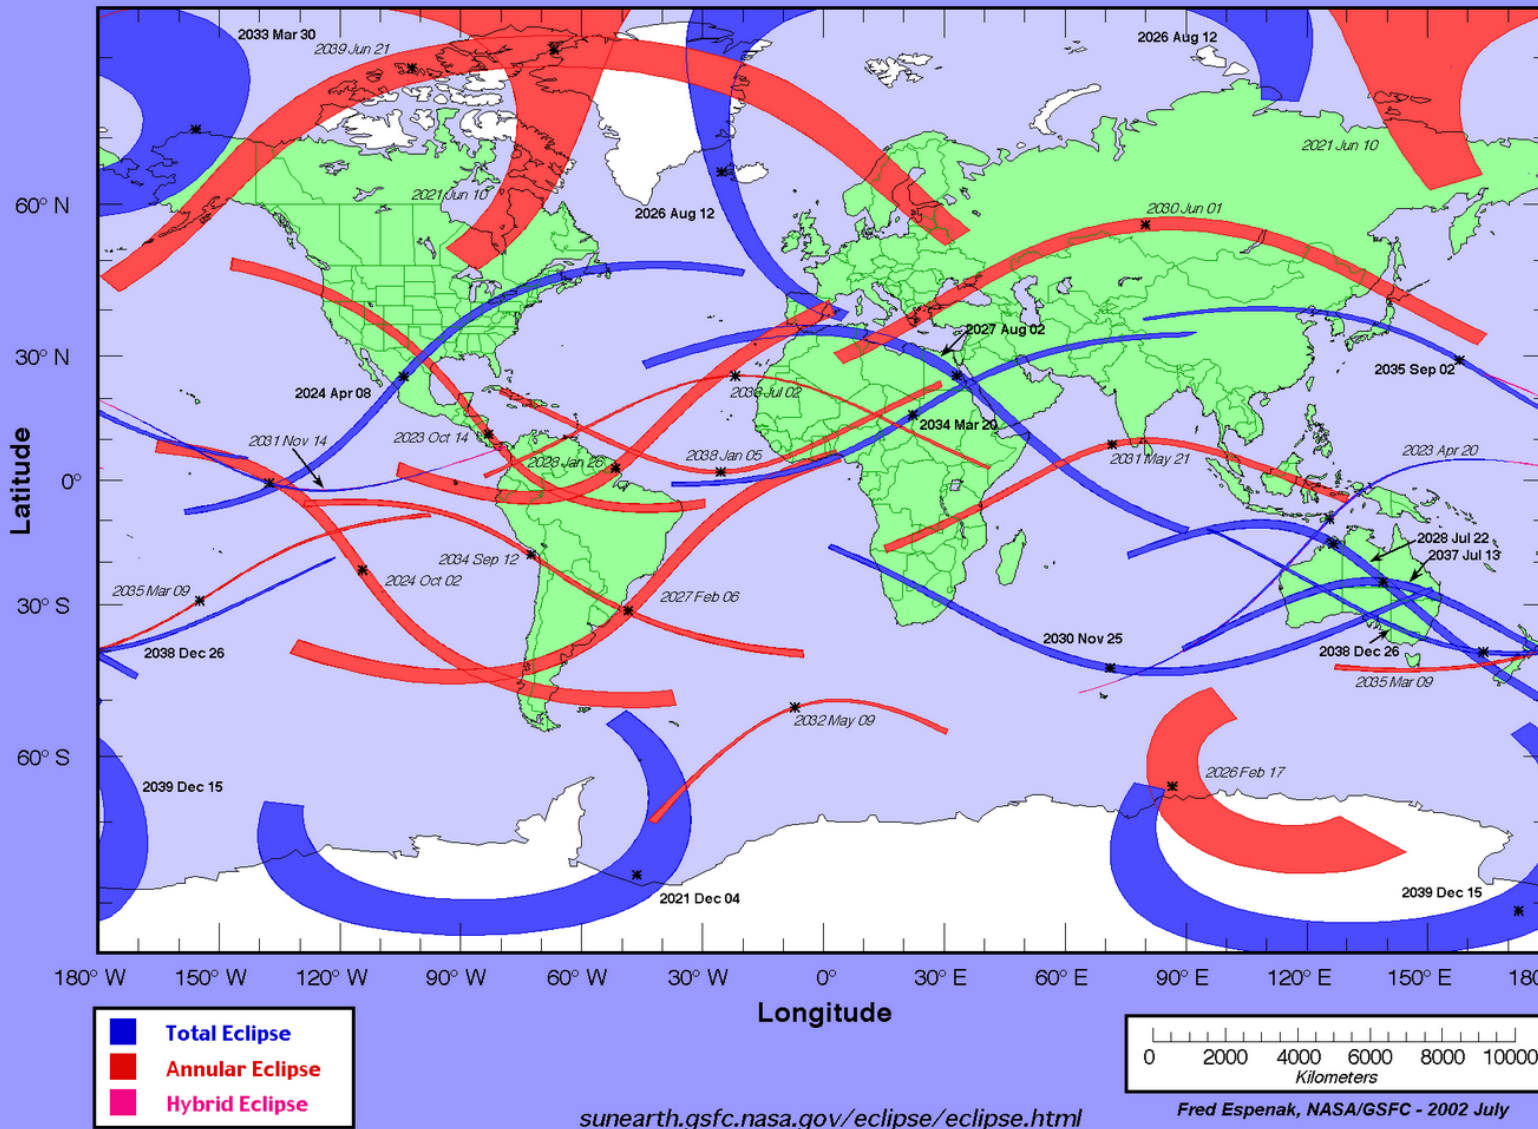 2033 Mar 30
2039 Jun 21
2026 Aug 12
2021 Jun 10
2021 Jun 10
60° N
2026 Aug 12
2030 Jun 01
2027 Aug 02
30° N
2035 Sep 02
2024 Apr 08
2038 Jul 02
2034 Mar 20
2031 Nov 14
2023 Oct 14
2028 Jan 26
2038 Jan 05
2031 May 21
2023 Apr 20
Latitude
0°
2028 Jul 22
2037 Jul 13
2034 Sep 12
2024 Oct 02
2035 Mar 09
2027 Feb 06
30° S
2030 Nov 25
2038 Dec 26
2038 Dec 26
2035 Mar 09
2032 May 09
60° S
2026 Feb 17
2039 Dec 15
2021 Dec 04
2039 Dec 15
180° W 150° W 120° W 90° W 60° W 30° W 0° 30° E 60° E 90° E 120° E 150° E 180
Longitude
Total Eclipse
Annular Eclipse
Hybrid Eclipse
0 2000 4000 6000 8000 10000
Kilometers
sunearth.gsfc.nasa.gov/eclipse/eclipse.html
Fred Espenak, NASA/GSFC - 2002 July